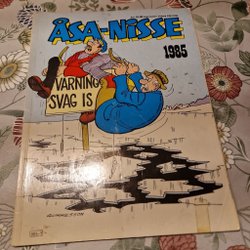 ÅSA-NISSE
1985
VARNING
SVAG IS